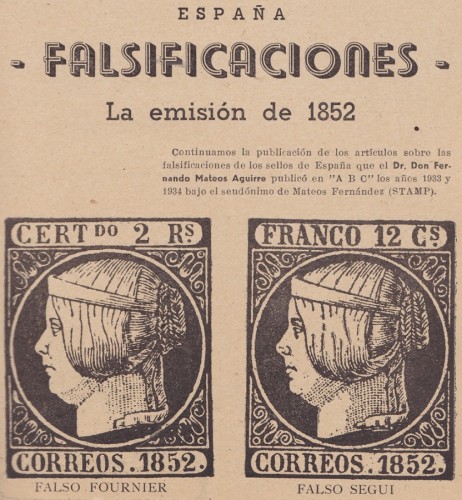 ESPAÑA
- FALSIFICACIONES -
La emisión de 1852
Continuamos la publicación de los artículos sobre las
falsificaciones de los sellos de España que el Dr. Don Fer-
nando Mateos Aguirre publicó en "A B C" los años 1933 y
1934 bajo el seudónimo de Mateos Fernández (STAMP).
CERTDO 2 RS.
CORREOS.1852.
FALSO FOURNIER
FRANCO 12 CS.
CORREOS.1852.
FALSO SEGUI